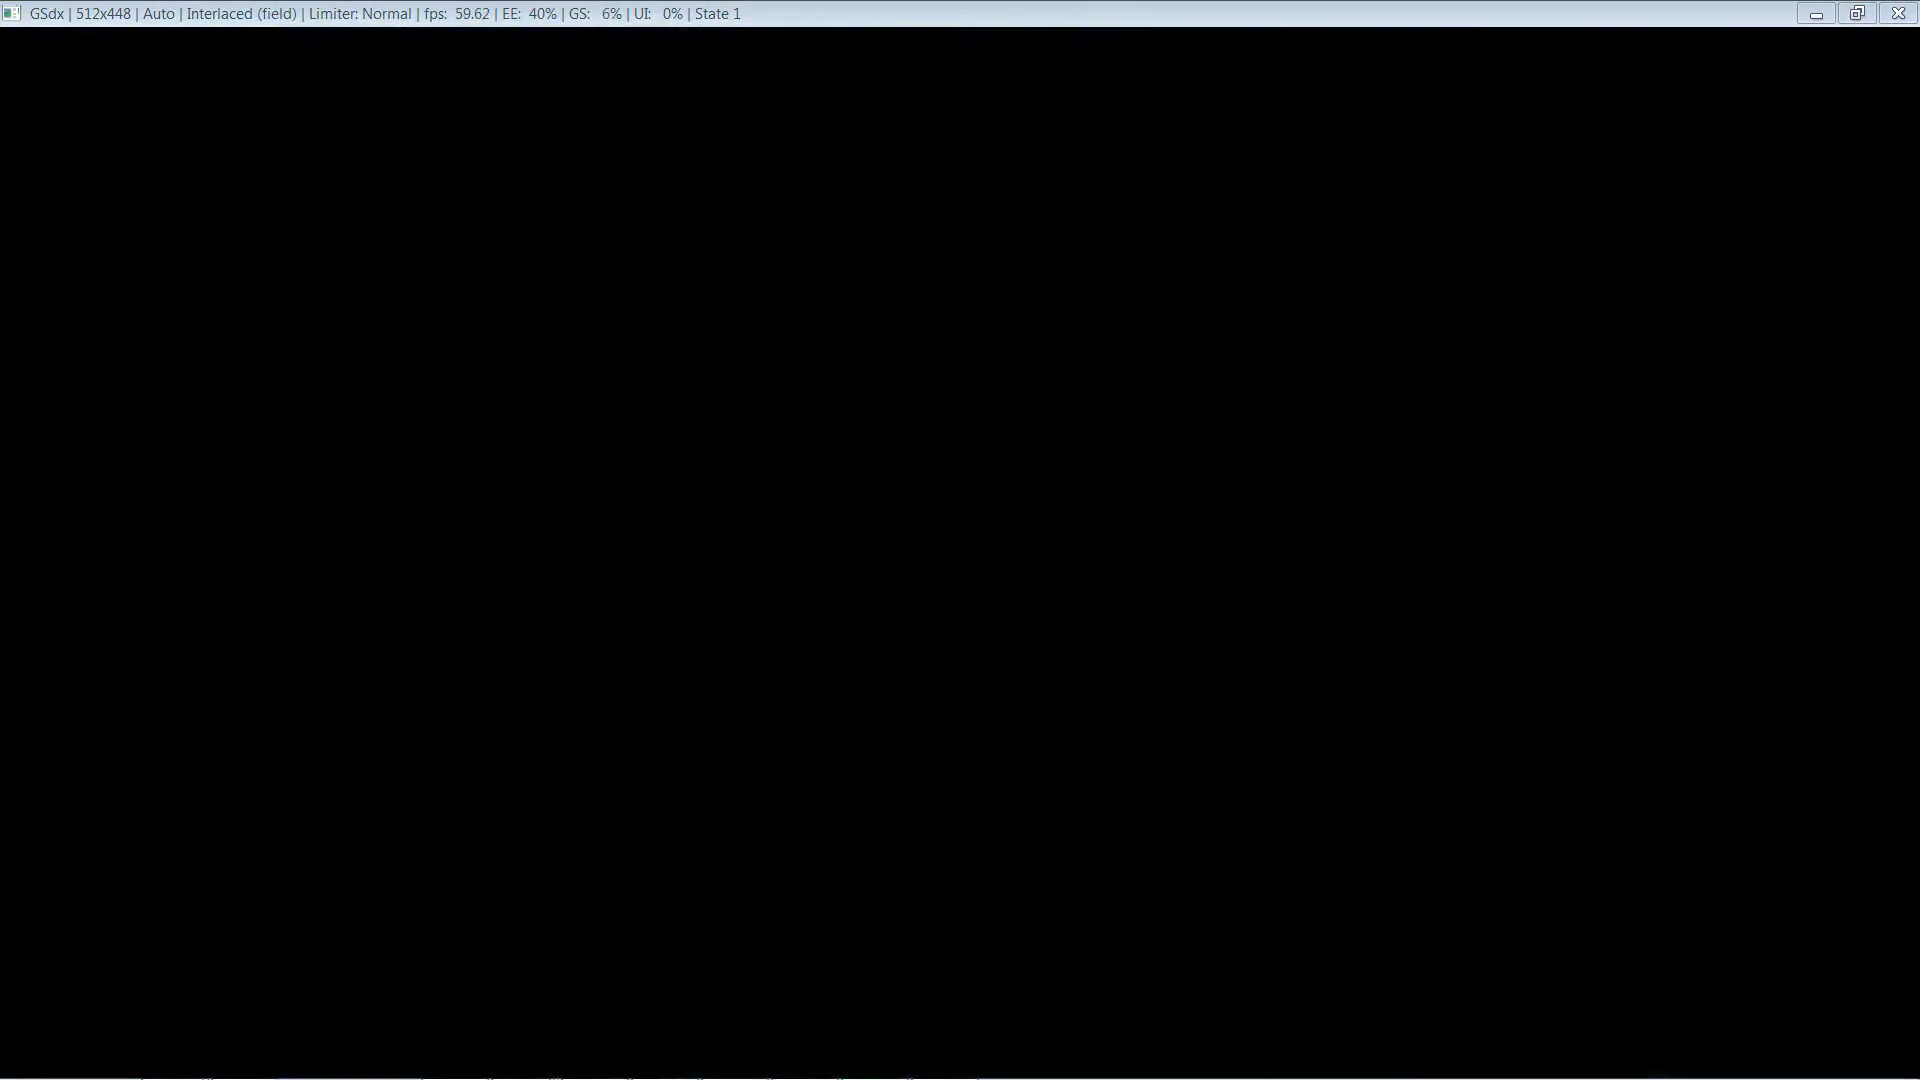 GSdx | 512x448 | Auto | Interlaced (field) | Limiter: Normal | fps: 59.62 | EE: 40% | GS: 6% | UI: 0% | State 1